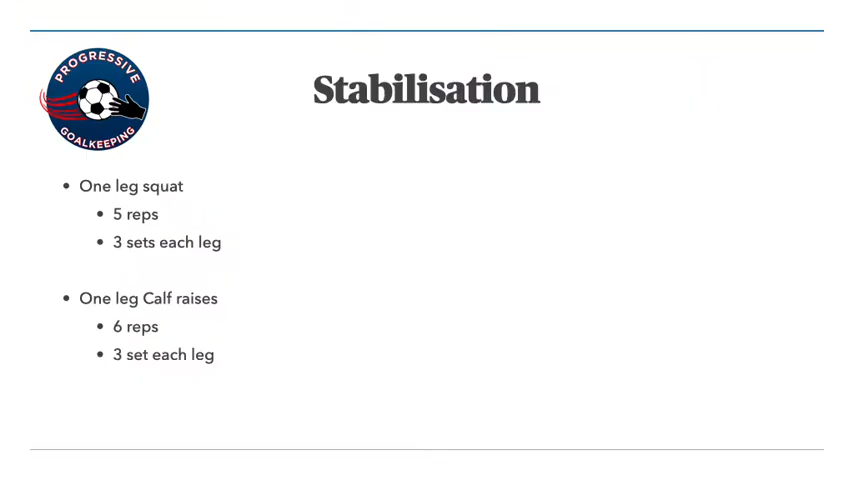 PROGRESSIVE
GOALKEEPING
Stabilisation
• One leg squat
• 5 reps
• 3 sets each leg
• One leg Calf raises
• 6 reps
• 3 set each leg